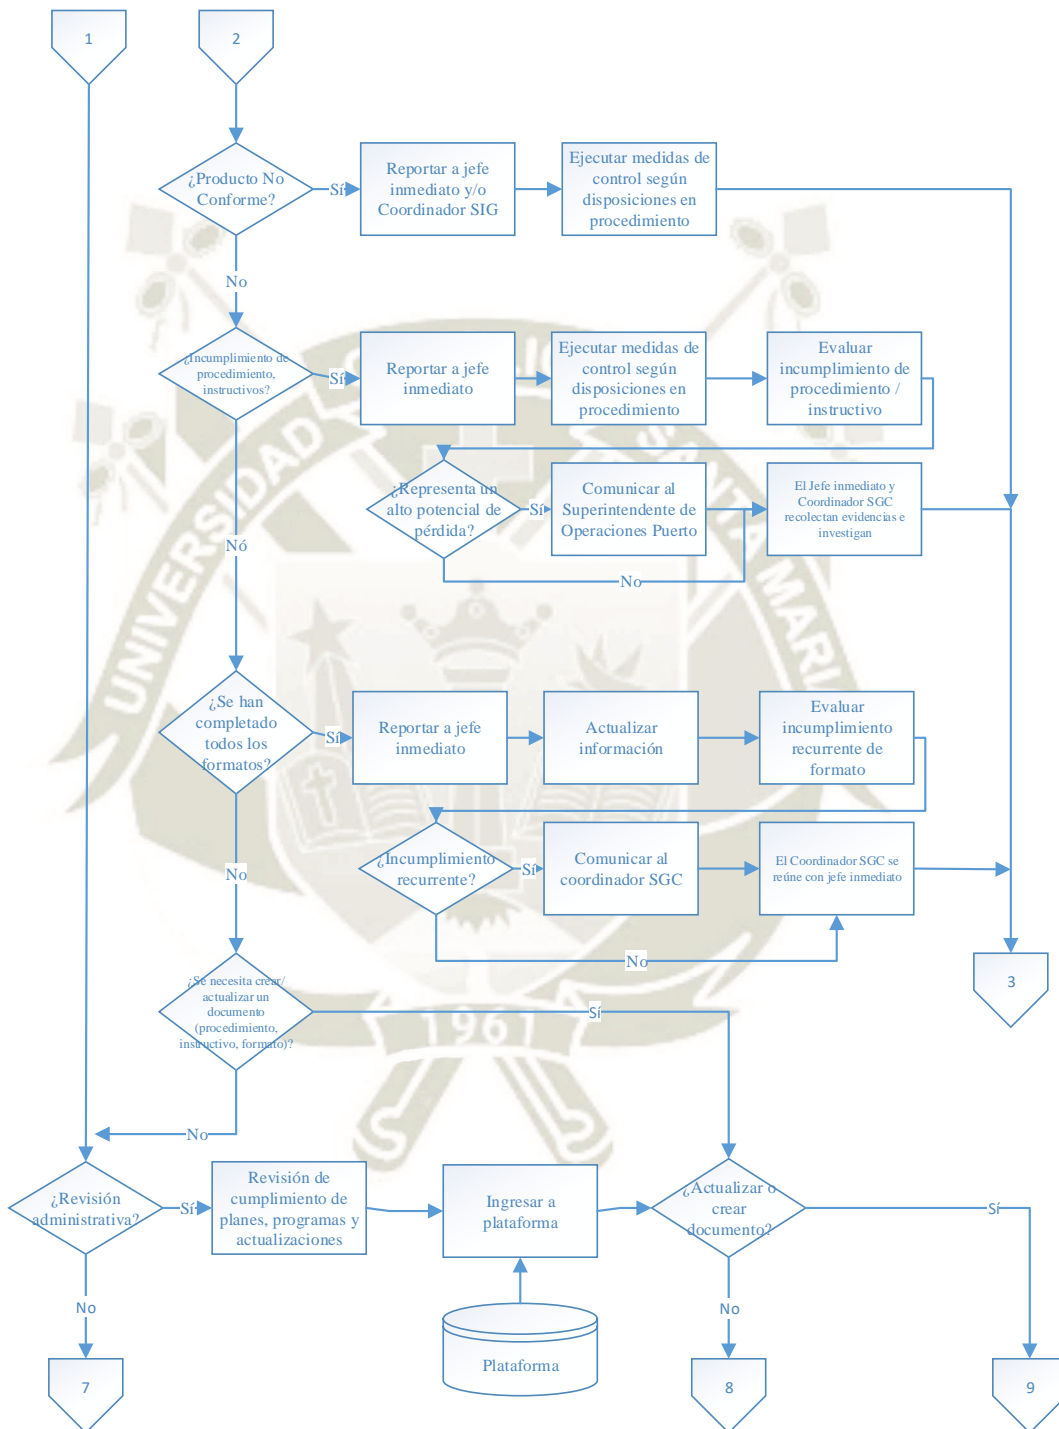 1
2
¿Producto No
Conforme?
Sí
Reportar a jefe
inmediato y/o
Coordinador SIG
Ejecutar medidas de
control según
disposiciones en
procedimiento
No
¿Incumplimiento de
procedimiento,
instructivos?
Sí
Reportar a jefe
inmediato
Ejecutar medidas de
control según
disposiciones en
procedimiento
Evaluar
incumplimiento de
procedimiento /
instructivo
¿Representa un
alto potencial de
pérdida?
Sí
Comunicar al
Superintendente de
Operaciones Puerto
El Jefe inmediato y
Coordinador SGC
recolectan evidencias e
investigan
No
Nó
¿Se han
completado
todos los
formatos?
Sí
Reportar a jefe
inmediato
Actualizar
información
Evaluar
incumplimiento
recurrente de
formato
¿Incumplimiento
recurrente?
Sí
Comunicar al
coordinador SGC
El Coordinador SGC se
reúne con jefe inmediato
No
No
3
¿Se necesita crear/
actualizar un
documento
(procedimiento,
instructivo, formato)?
Sí
No
¿Revisión
administrativa?
Sí
Revisión de
cumplimiento de
planes, programas y
actualizaciones
Ingresar a
plataforma
¿Actualizar o
crear
documento?
Sí
No
No
Plataforma
7
8
9
UNIVERSIDAD
SANTA MARI
1961